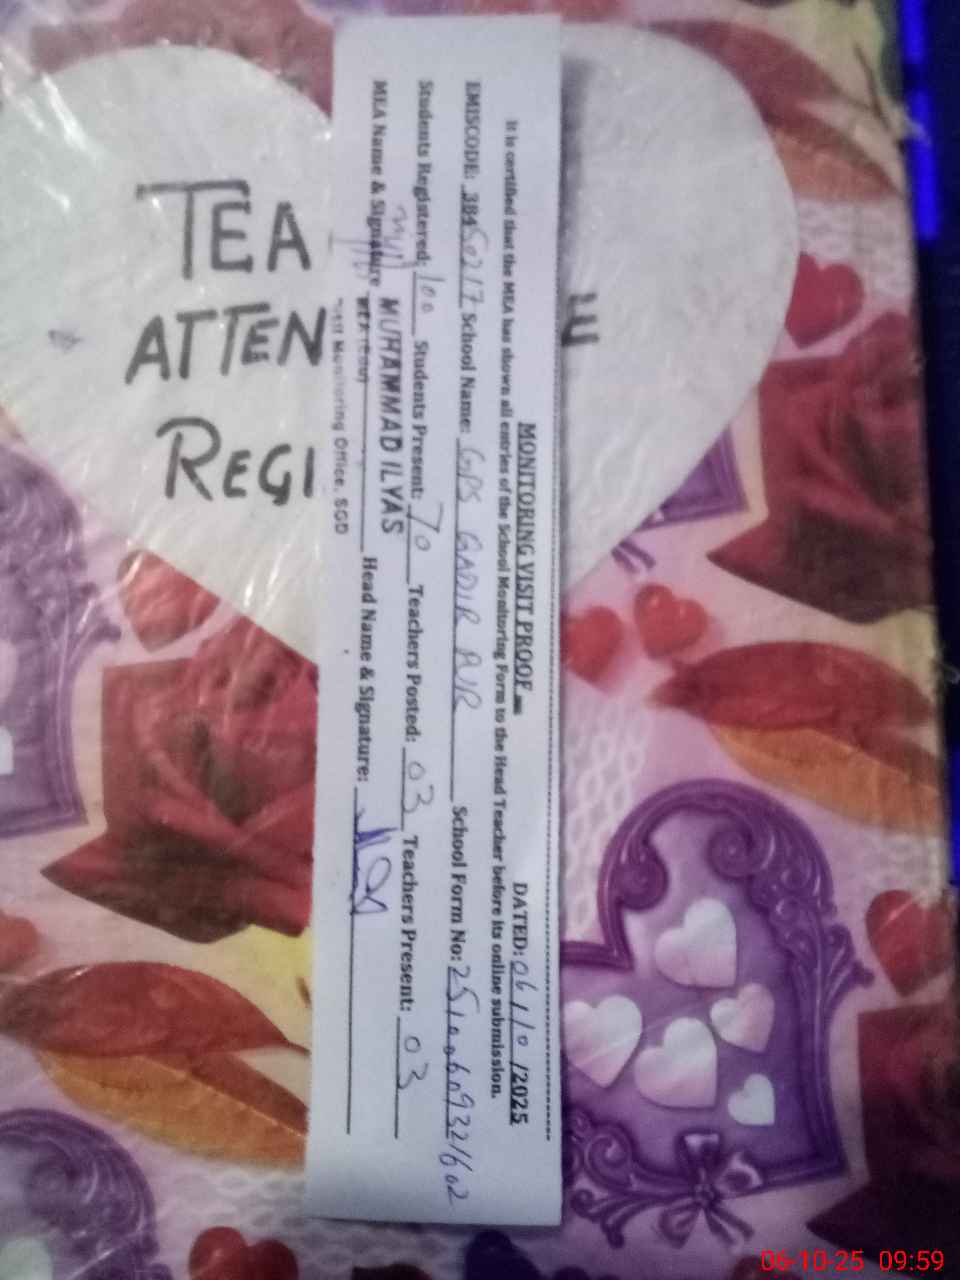 TEA
ATTEN
REGI
E
MONITORING VISIT PROOF DATED: 06/10/2025
It is certified that the MEA has shown all entries of the School Monitoring Form to the Head Teacher before its online submission.
EMISCODE: 38450217 School Name: GPS QADIR PUR School Form No:
Students Registered: 100 Students Present: 70 Teachers Posted: 03 Teachers Present: 03
MEA Name & Signature MUHAMMAD ILYAS Head Name & Signature:
Monitoring Office, SGD
06-10-25 09:59